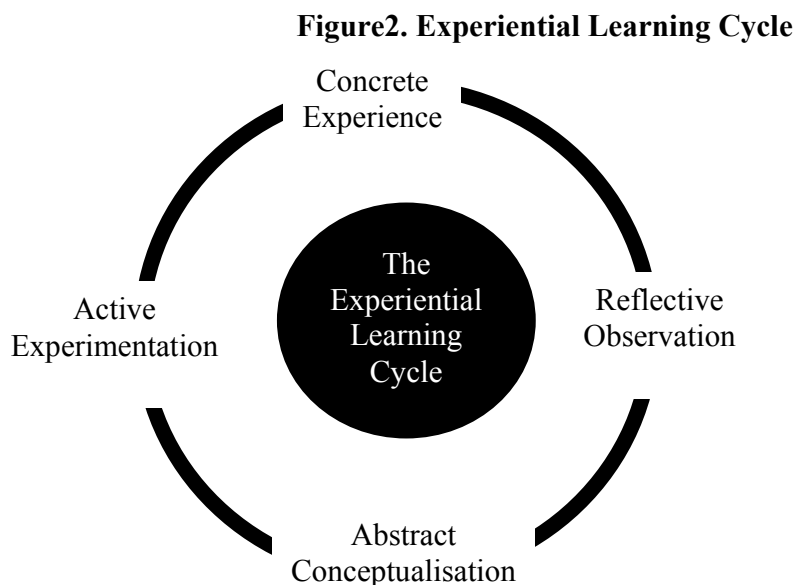 Figure2. Experiential Learning Cycle
Concrete
Experience
The
Experiential
Learning
Cycle
Reflective
Observation
Active
Experimentation
Abstract
Conceptualisation